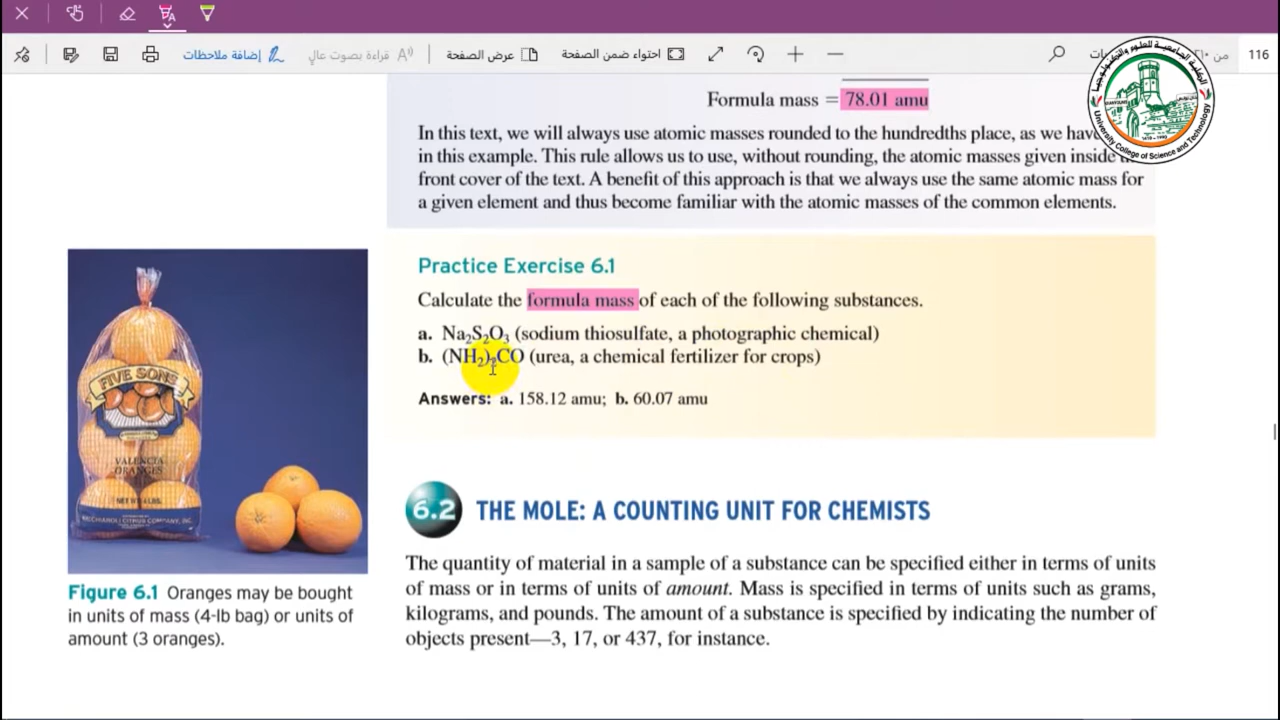 إضافة ملاحظات
قراءة بصوت عالٍ
عرض الصفحة
احتواء ضمن الصفحة
116
من
Formula mass = 78.01 amu
In this text, we will always use atomic masses rounded to the hundredths place, as we have
in this example. This rule allows us to use, without rounding, the atomic masses given inside
front cover of the text. A benefit of this approach is that we always use the same atomic mass for
a given element and thus become familiar with the atomic masses of the common elements.
University College of Science and Technology
Practice Exercise 6.1
Calculate the formula mass of each of the following substances.
a. Na₂S₂O₃ (sodium thiosulfate, a photographic chemical)
b. (NH₂)₂CO (urea, a chemical fertilizer for crops)
Answers: a. 158.12 amu; b. 60.07 amu
FIVE SONS
VALENCIA
ORANGES
Figure 6.1 Oranges may be bought
in units of mass (4-lb bag) or units of
amount (3 oranges).
6.2 THE MOLE: A COUNTING UNIT FOR CHEMISTS
The quantity of material in a sample of a substance can be specified either in terms of units
of mass or in terms of units of amount. Mass is specified in terms of units such as grams,
kilograms, and pounds. The amount of a substance is specified by indicating the number of
objects present—3, 17, or 437, for instance.